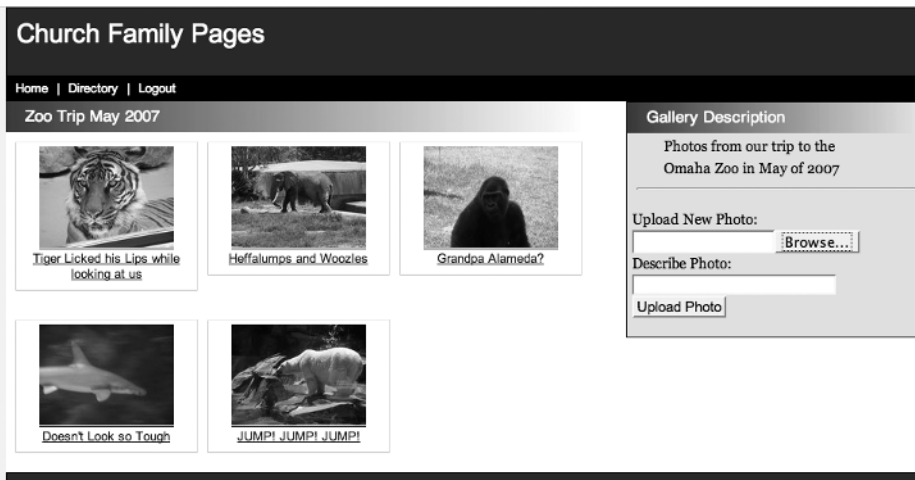 Church Family Pages
Home | Directory | Logout
Zoo Trip May 2007
Tiger Licked his Lips while
looking at us
Heffalumps and Woozles
Grandpa Alameda?
Doesn't Look so Tough
JUMP! JUMP! JUMP!
Gallery Description
Photos from our trip to the
Omaha Zoo in May of 2007
Upload New Photo:
Browse...
Describe Photo:
Upload Photo